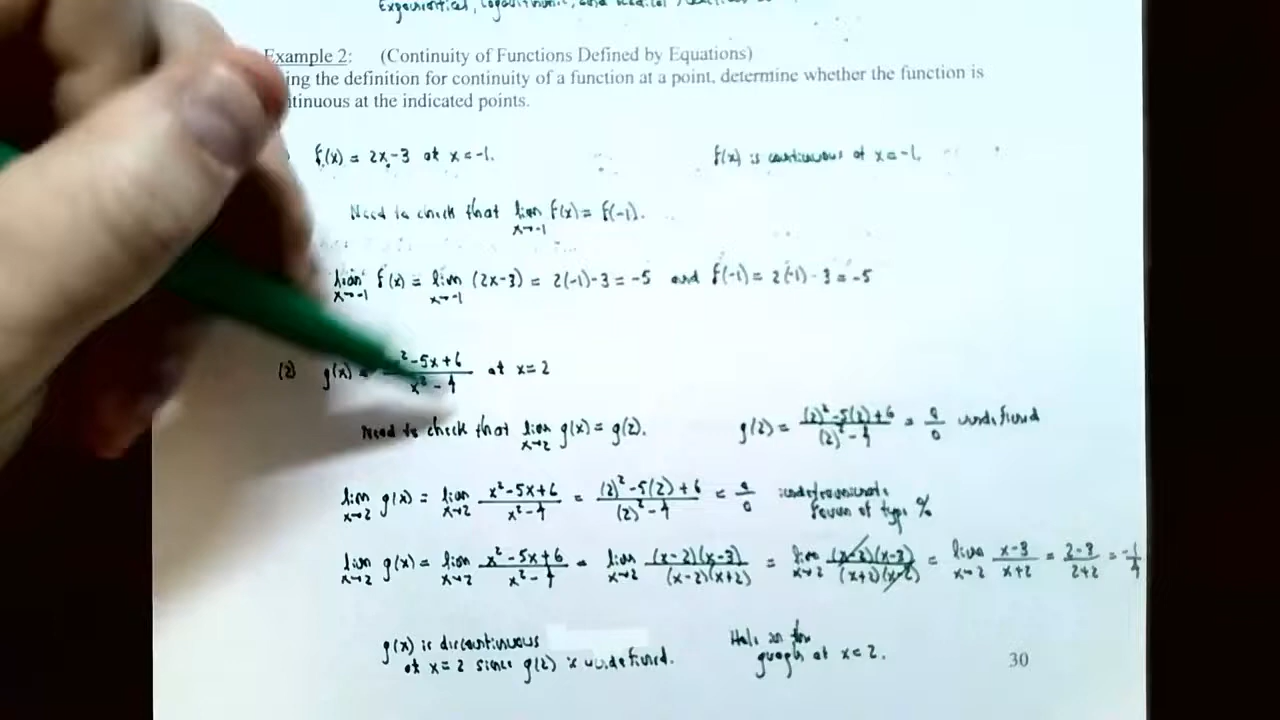 Exponential, Logarithmic, and Radical
Example 2: (Continuity of Functions Defined by Equations)
ing the definition for continuity of a function at a point, determine whether the function is
tinuous at the indicated points.
f(x) = 2x-3 at x=-1. f(x) is continuous at x=-1.
Need to check that lim x→-1 f(x) = f(-1).
lim x→-1 f(x) = lim x→-1 (2x-3) = 2(-1)-3 = -5 and f(-1) = 2(-1)-3 = -5
(2) g(x) = x²-5x+6 / x²-4 at x=2
Need to check that lim x→2 g(x) = g(2). g(2) = (2)²-5(2)+6 / (2)²-4 = 0/0 undefined
lim x→2 g(x) = lim x→2 x²-5x+6 / x²-4 = (2)²-5(2)+6 / (2)²-4 = 0/0 indeterminate
form of type 0/0
lim x→2 g(x) = lim x→2 x²-5x+6 / x²-4 = lim x→2 (x-2)(x-3) / (x-2)(x+2) = lim x→2 (x-2)(x-3) / (x+2)(x-2) = lim x→2 x-3 / x+2 = 2-3 / 2+2 = -1/4
g(x) is discontinuous
at x=2 since g(2) is undefined.
Hole in the
graph at x=2.
30